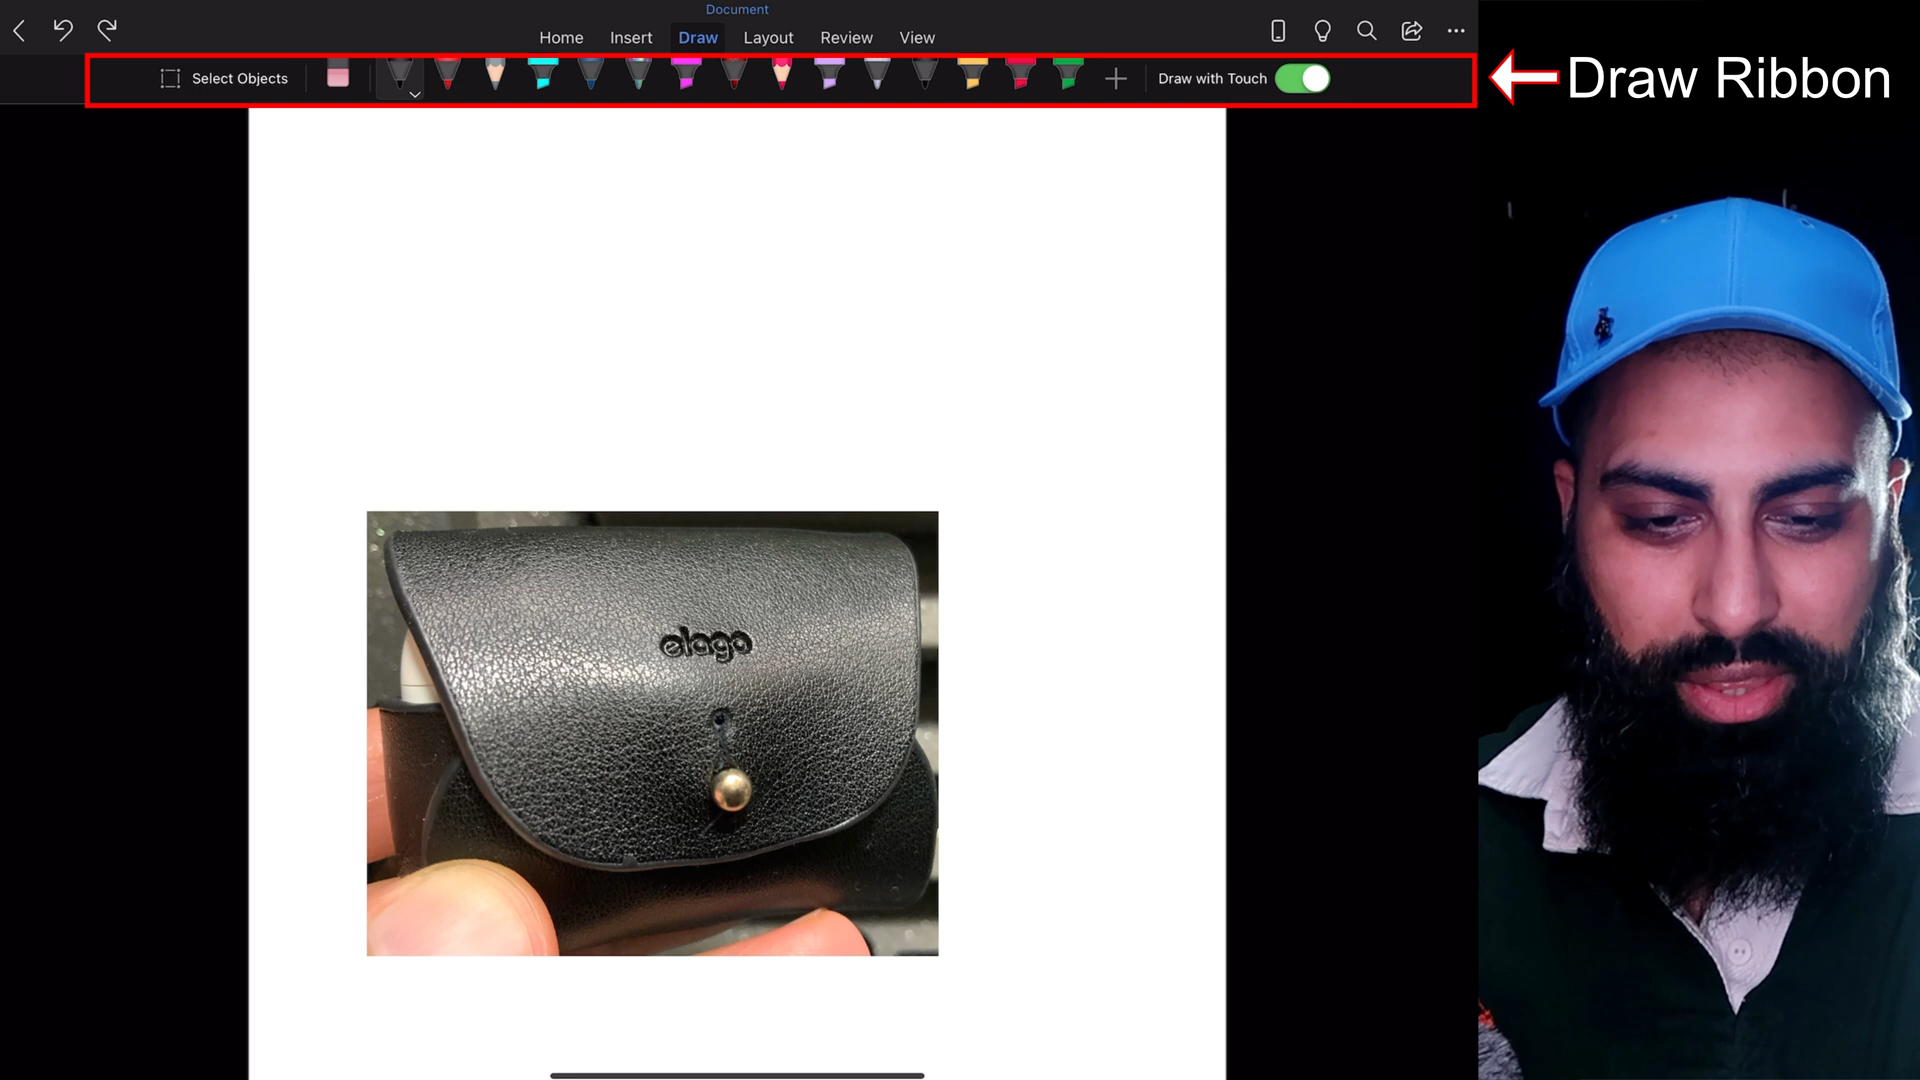 Document
Home Insert Draw Layout Review View
Select Objects
Draw with Touch
Draw Ribbon
elago